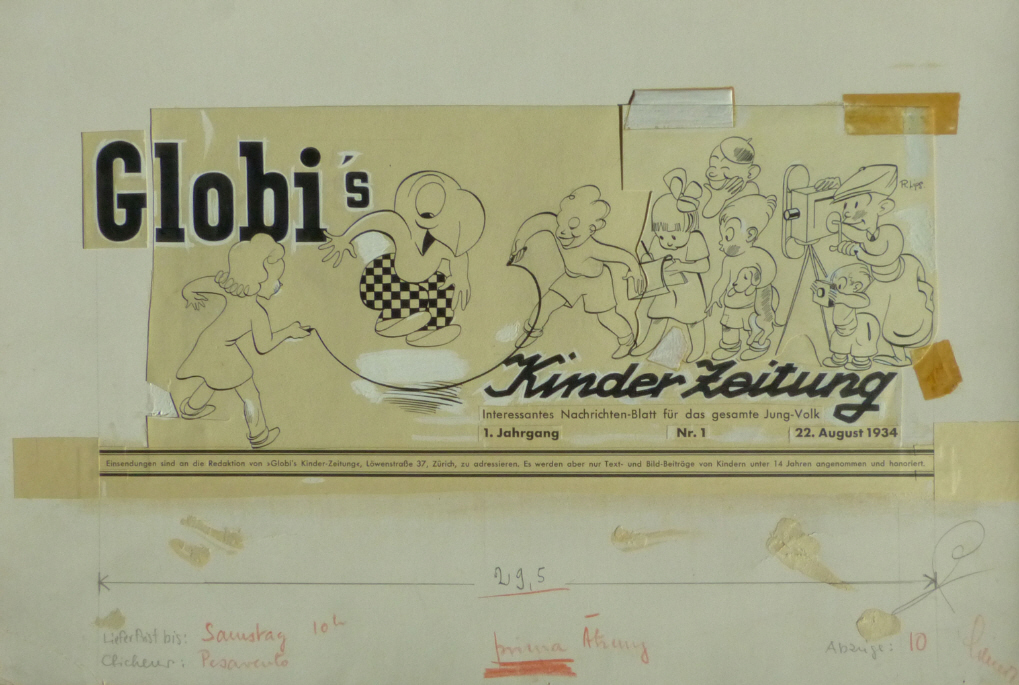 Globi's
Kinder Zeitung
Interessantes Nachrichten-Blatt für das gesamte Jung-Volk
1. Jahrgang Nr. 1 22. August 1934
Einsendungen sind an die Redaktion von »Globi's Kinder-Zeitung«, Löwenstraße 37, Zürich, zu adressieren. Es werden aber nur Text- und Bild-Beiträge von Kindern unter 14 Jahren angenommen und honoriert.
29,5
Lieferfrist bis: Samstag 10h
Clicheur: Pesavento
prima Ätzung
Abzüge: 10